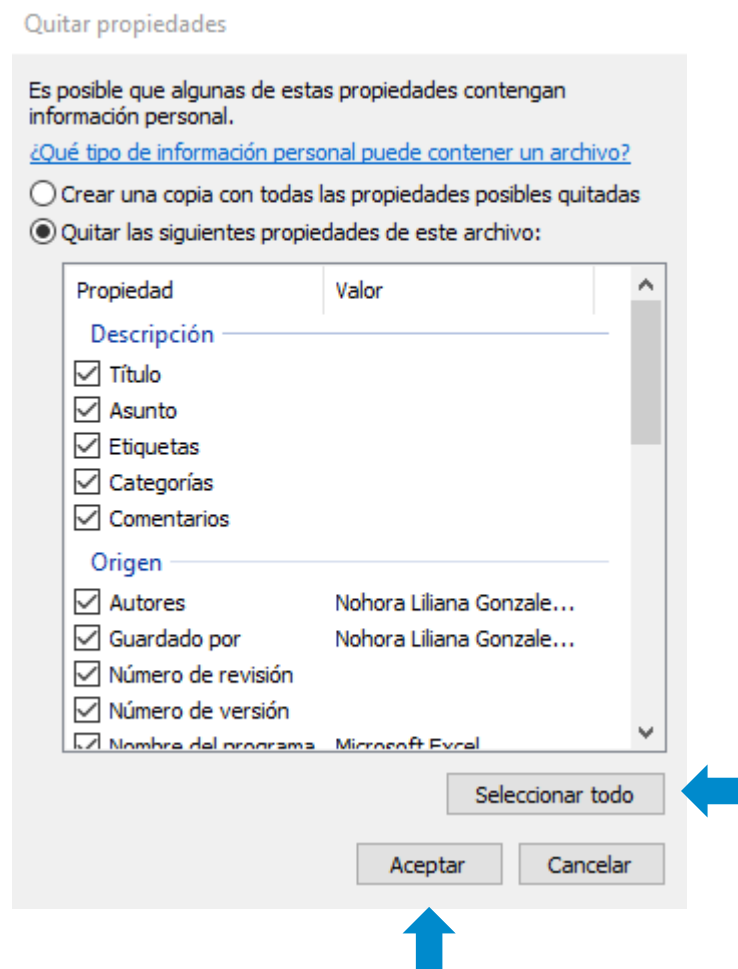 Quitar propiedades
Es posible que algunas de estas propiedades contengan
información personal.
¿Qué tipo de información personal puede contener un archivo?
Crear una copia con todas las propiedades posibles quitadas
Quitar las siguientes propiedades de este archivo:
Propiedad Valor
Descripción
Título
Asunto
Etiquetas
Categorías
Comentarios
Origen
Autores Nohora Liliana Gonzale...
Guardado por Nohora Liliana Gonzale...
Número de revisión
Número de versión
Nombre del programa Microsoft Excel
Seleccionar todo
Aceptar Cancelar